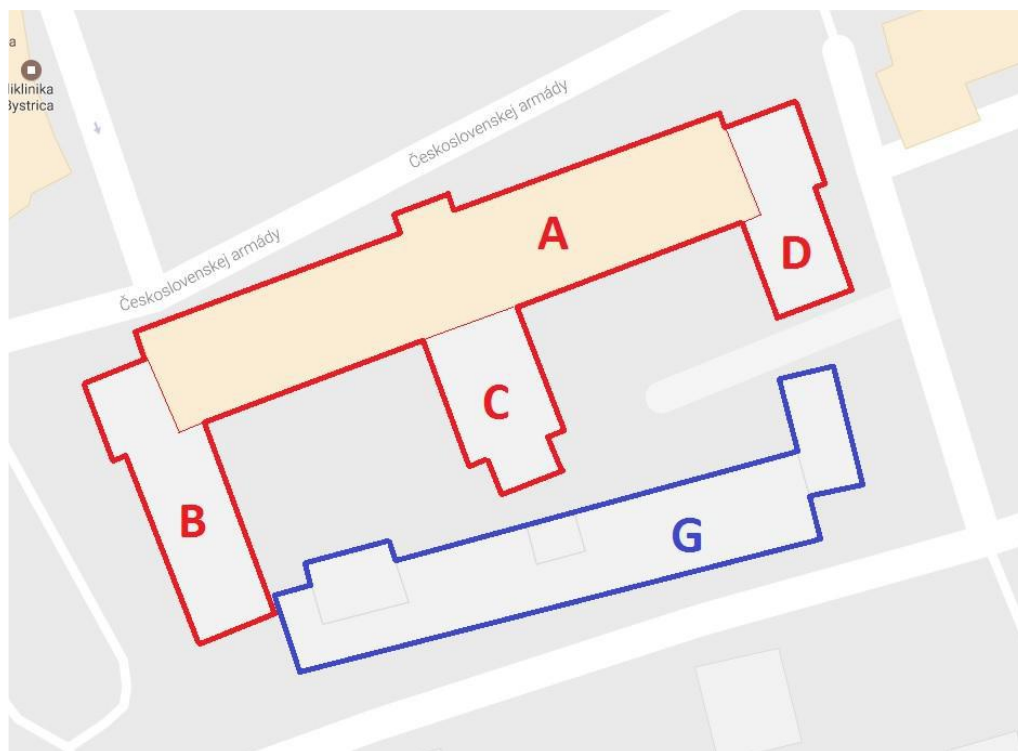 a
liklinika
Bystrica
Československej armády
Československej armády
A
D
C
B
G